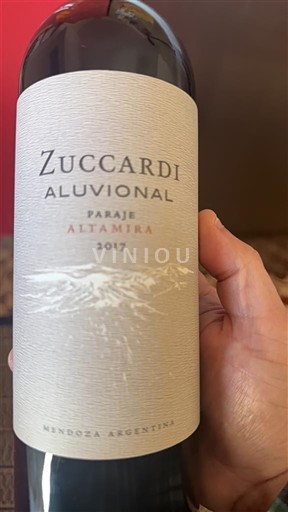 ZUCCARDI
ALUVIONAL
PARAJE
ALTAMIRA
2017
VINIOU
MENDOZA ARGENTINA